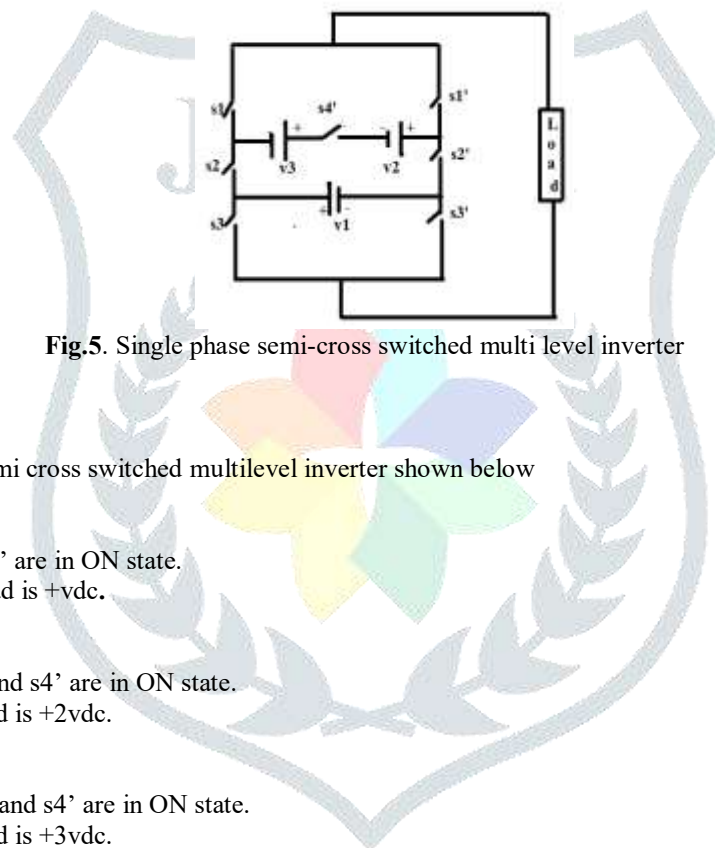 s1
s4'
s1'
+
-
-
+
s2
v3
v2
s2'
Load
s3
+
-
v1
s3'
Fig.5. Single phase semi-cross switched multi level inverter
mi cross switched multilevel inverter shown below
’ are in ON state.
d is +vdc.
nd s4’ are in ON state.
d is +2vdc.
and s4’ are in ON state.
d is +3vdc.